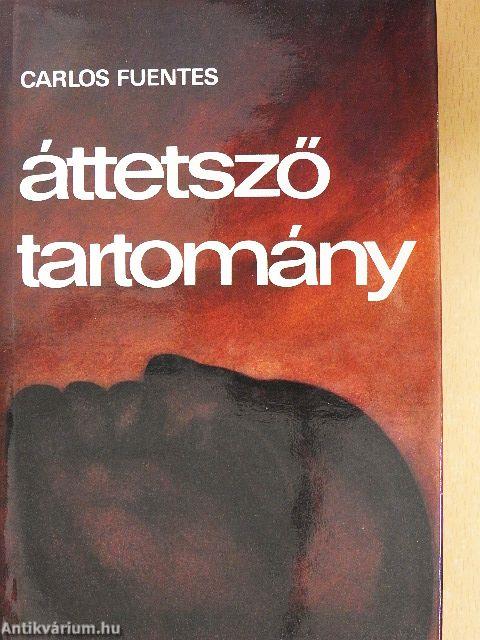 CARLOS FUENTES
áttetsző
tartomány
Antikvárium.hu